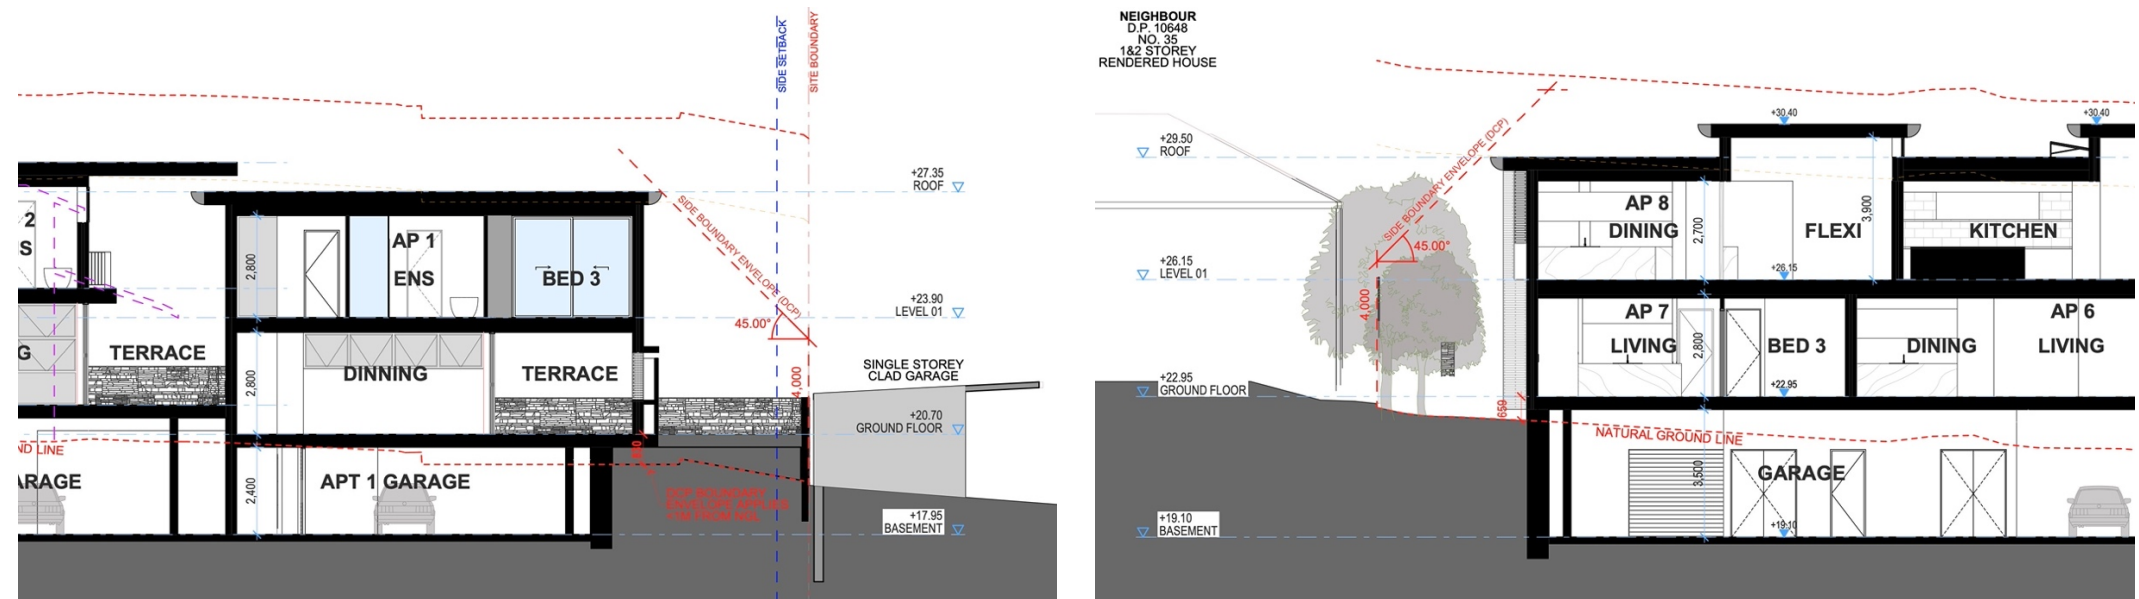 SIDE SETBACK
SITE BOUNDARY
+27.35
ROOF
SIDE BOUNDARY ENVELOPE (DCP)
45.00°
+23.90
LEVEL 01
2
S
AP 1
ENS
BED 3
2,800
G
TERRACE
DINNING
TERRACE
2,800
4,000
SINGLE STOREY
CLAD GARAGE
+20.70
GROUND FLOOR
ND LINE
ARAGE
APT 1 GARAGE
2,400
DCP BOUNDARY
ENVELOPE APPLIES
+17.95
BASEMENT
NEIGHBOUR
D.P. 10648
NO. 35
1&2 STOREY
RENDERED HOUSE
+29.50
ROOF
+30.40
+30.40
SIDE BOUNDARY ENVELOPE (DCP)
45.00°
+26.15
LEVEL 01
4,000
AP 8
DINING
2,700
FLEXI
3,900
KITCHEN
+26.15
AP 7
LIVING
2,800
BED 3
DINING
AP 6
LIVING
+22.95
GROUND FLOOR
+22.95
659
NATURAL GROUND LINE
GARAGE
3,500
+19.10
BASEMENT
+19.10